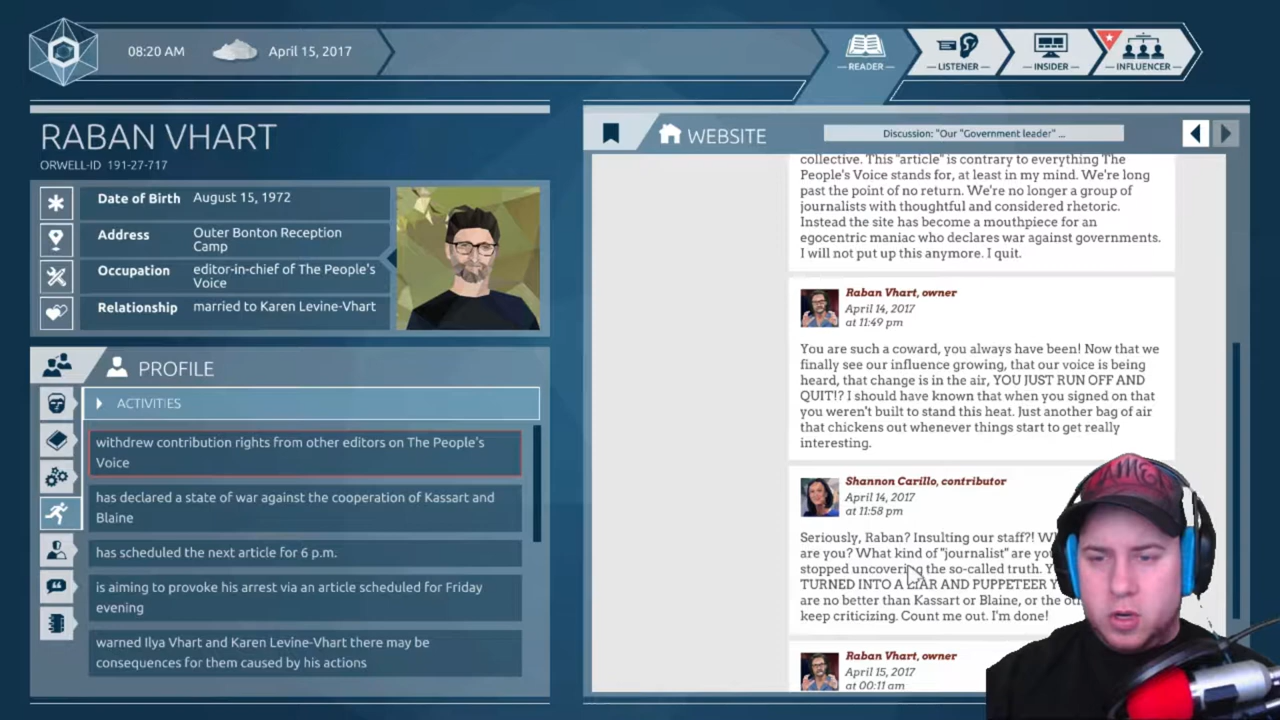 08:20 AM
April 15, 2017
READER
LISTENER
INSIDER
INFLUENCER
RABAN VHART
ORWELL-ID 191-27-717
Date of Birth August 15, 1972
Address Outer Bonton Reception
Camp
Occupation editor-in-chief of The People's
Voice
Relationship married to Karen Levine-Vhart
PROFILE
ACTIVITIES
withdrew contribution rights from other editors on The People's
Voice
has declared a state of war against the cooperation of Kassart and
Blaine
has scheduled the next article for 6 p.m.
is aiming to provoke his arrest via an article scheduled for Friday
evening
warned Ilya Vhart and Karen Levine-Vhart there may be
consequences for them caused by his actions
WEBSITE
Discussion: "Our "Government leader" ...
collective. This "article" is contrary to everything The
People's Voice stands for, at least in my mind. We're long
past the point of no return. We're no longer a group of
journalists with thoughtful and considered rhetoric.
Instead the site has become a mouthpiece for an
egocentric maniac who declares war against governments.
I will not put up this anymore. I quit.
Raban Vhart, owner
April 14, 2017
at 11:49 pm
You are such a coward, you always have been! Now that we
finally see our influence growing, that our voice is being
heard, that change is in the air, YOU JUST RUN OFF AND
QUIT!? I should have known that when you signed on that
you weren't built to stand this heat. Just another bag of air
that chickens out whenever things start to get really
interesting.
Shannon Carillo, contributor
April 14, 2017
at 11:58 pm
Seriously, Raban? Insulting our staff?!
are you? What kind of "journalist" are
stopped uncovering the so-called truth.
TURNED INTO A LIAR AND PUPPETEER
are no better than Kassart or Blaine, or the
keep criticizing. Count me out. I'm done!
Raban Vhart, owner
April 15, 2017
at 00:11 am